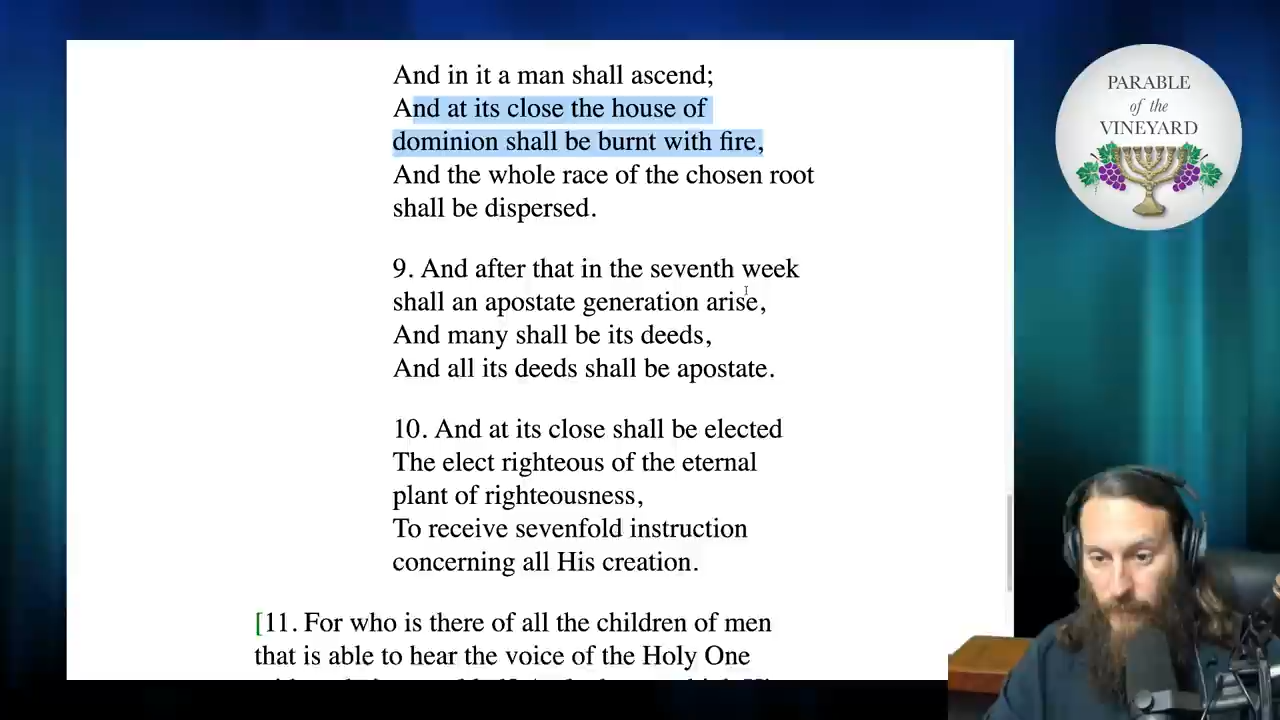 And in it a man shall ascend;
And at its close the house of
dominion shall be burnt with fire,
And the whole race of the chosen root
shall be dispersed.
9. And after that in the seventh week
shall an apostate generation arise,
And many shall be its deeds,
And all its deeds shall be apostate.
10. And at its close shall be elected
The elect righteous of the eternal
plant of righteousness,
To receive sevenfold instruction
concerning all His creation.
[11. For who is there of all the children of men
that is able to hear the voice of the Holy One
PARABLE
of the
VINEYARD